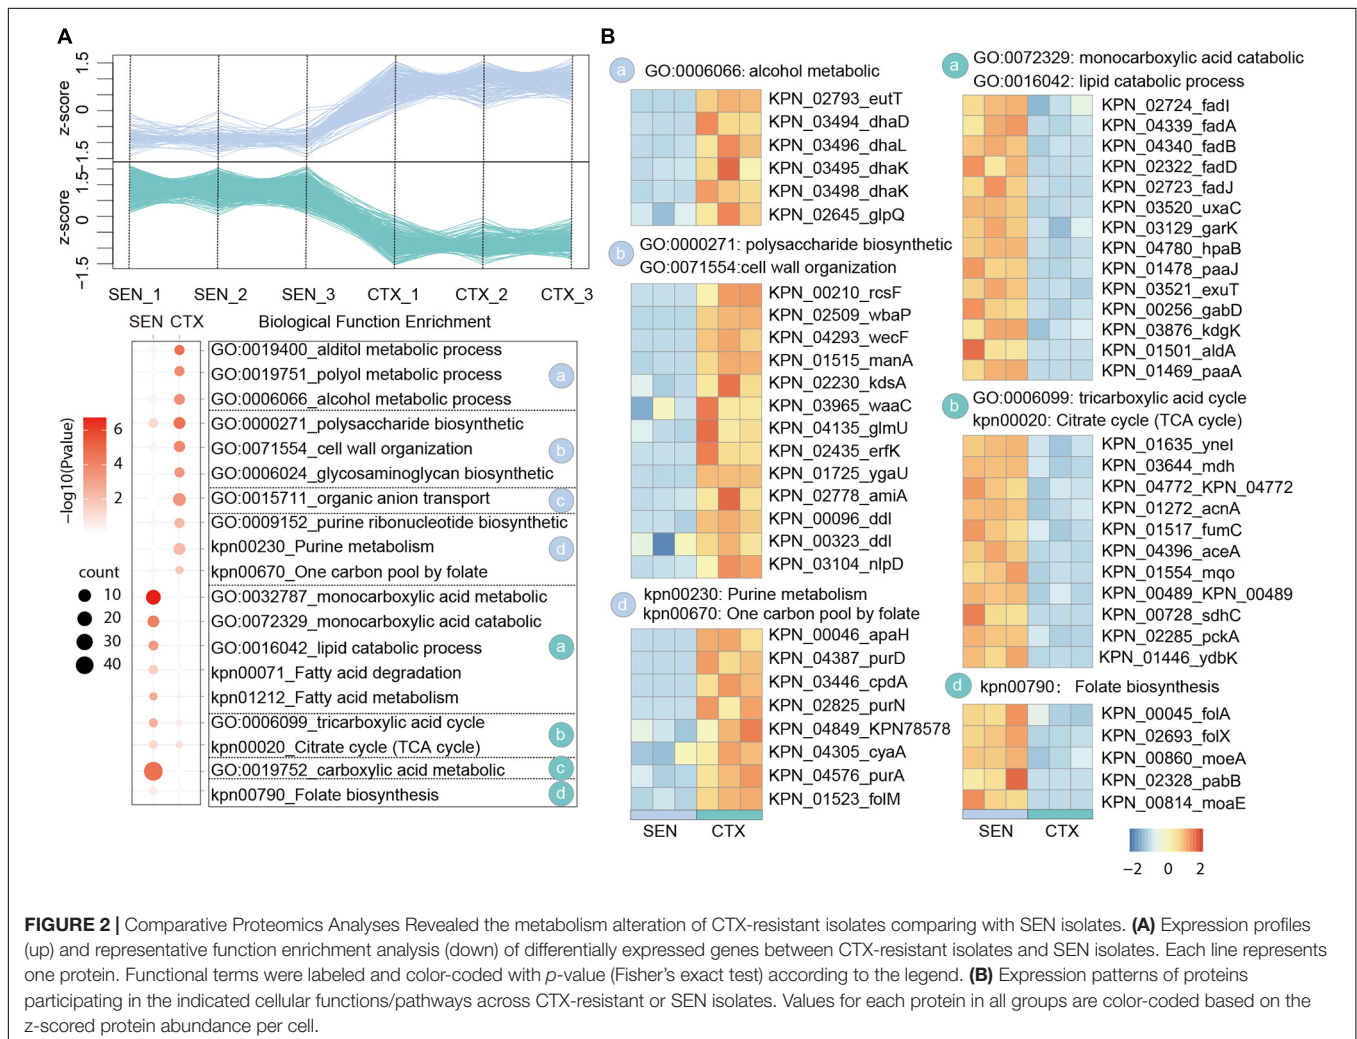 A
1.5
0
−1.5
z-score
1.5
0
−1.5
z-score
SEN_1
SEN_2
SEN_3
CTX_1
CTX_2
CTX_3
SEN CTX
Biological Function Enrichment
GO:0019400_alditol metabolic process
GO:0019751_polyol metabolic process
a
GO:0006066_alcohol metabolic process
GO:0000271_polysaccharide biosynthetic
GO:0071554_cell wall organization
b
GO:0006024_glycosaminoglycan biosynthetic
GO:0015711_organic anion transport
c
GO:0009152_purine ribonucleotide biosynthetic
kpn00230_Purine metabolism
d
kpn00670_One carbon pool by folate
GO:0032787_monocarboxylic acid metabolic
GO:0072329_monocarboxylic acid catabolic
GO:0016042_lipid catabolic process
a
kpn00071_Fatty acid degradation
kpn01212_Fatty acid metabolism
GO:0006099_tricarboxylic acid cycle
b
kpn00020_Citrate cycle (TCA cycle)
GO:0019752_carboxylic acid metabolic
c
kpn00790_Folate biosynthesis
d
−log10(Pvalue)
6
4
2
count
10
20
30
40
B
a
GO:0006066: alcohol metabolic
KPN_02793_eutT
KPN_03494_dhaD
KPN_03496_dhaL
KPN_03495_dhaK
KPN_03498_dhaK
KPN_02645_glpQ
b
GO:0000271: polysaccharide biosynthetic
GO:0071554:cell wall organization
KPN_00210_rcsF
KPN_02509_wbaP
KPN_04293_wecF
KPN_01515_manA
KPN_02230_kdsA
KPN_03965_waaC
KPN_04135_glmU
KPN_02435_erfK
KPN_01725_ygaU
KPN_02778_amiA
KPN_00096_ddl
KPN_00323_ddl
KPN_03104_nlpD
d
kpn00230: Purine metabolism
kpn00670: One carbon pool by folate
KPN_00046_apaH
KPN_04387_purD
KPN_03446_cpdA
KPN_02825_purN
KPN_04849_KPN78578
KPN_04305_cyaA
KPN_04576_purA
KPN_01523_folM
SEN
CTX
a
GO:0072329: monocarboxylic acid catabolic
GO:0016042: lipid catabolic process
KPN_02724_fadI
KPN_04339_fadA
KPN_04340_fadB
KPN_02322_fadD
KPN_02723_fadJ
KPN_03520_uxaC
KPN_03129_garK
KPN_04780_hpaB
KPN_01478_paaJ
KPN_03521_exuT
KPN_00256_gabD
KPN_03876_kdgK
KPN_01501_aldA
KPN_01469_paaA
b
GO:0006099: tricarboxylic acid cycle
kpn00020: Citrate cycle (TCA cycle)
KPN_01635_yneI
KPN_03644_mdh
KPN_04772_KPN_04772
KPN_01272_acnA
KPN_01517_fumC
KPN_04396_aceA
KPN_01554_mqo
KPN_00489_KPN_00489
KPN_00728_sdhC
KPN_02285_pckA
KPN_01446_ydbK
d
kpn00790: Folate biosynthesis
KPN_00045_folA
KPN_02693_folX
KPN_00860_moeA
KPN_02328_pabB
KPN_00814_moaE
SEN
CTX
−2 0 2
FIGURE 2 | Comparative Proteomics Analyses Revealed the metabolism alteration of CTX-resistant isolates comparing with SEN isolates. (A) Expression profiles
(up) and representative function enrichment analysis (down) of differentially expressed genes between CTX-resistant isolates and SEN isolates. Each line represents
one protein. Functional terms were labeled and color-coded with p-value (Fisher's exact test) according to the legend. (B) Expression patterns of proteins
participating in the indicated cellular functions/pathways across CTX-resistant or SEN isolates. Values for each protein in all groups are color-coded based on the
z-scored protein abundance per cell.